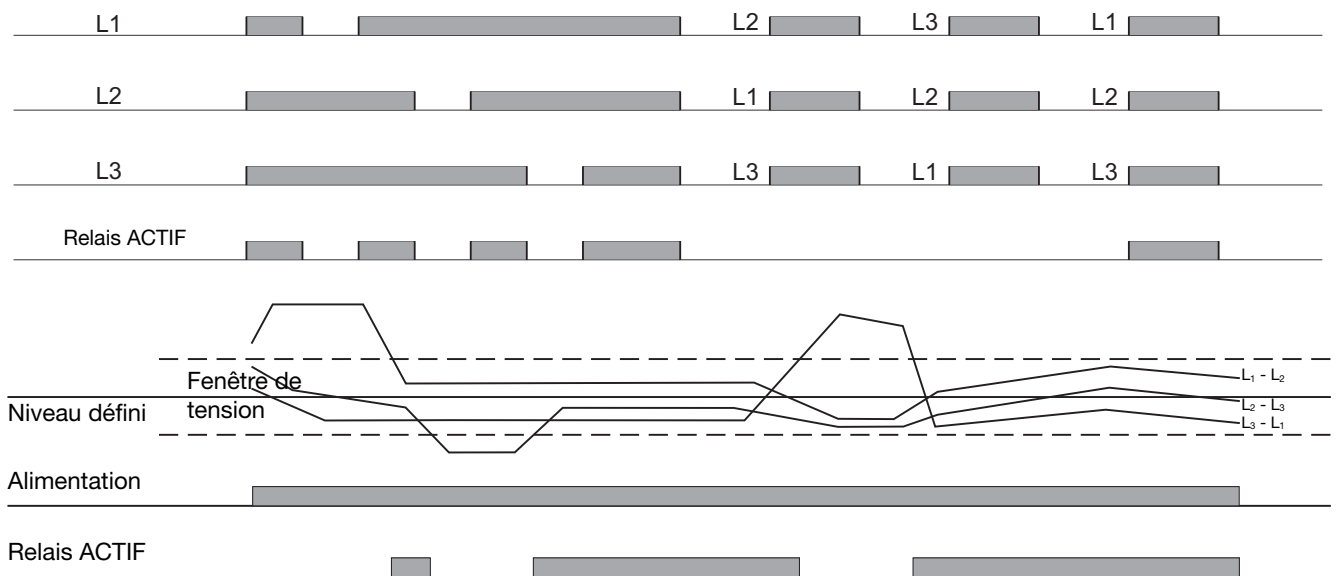 L1 L2 L3 L1
L2 L1 L2 L2
L3 L3 L1 L3
Relais ACTIF
Fenêtre de
tension
Niveau défini
L₁ - L₂
L₂ - L₃
L₃ - L₁
Alimentation
Relais ACTIF